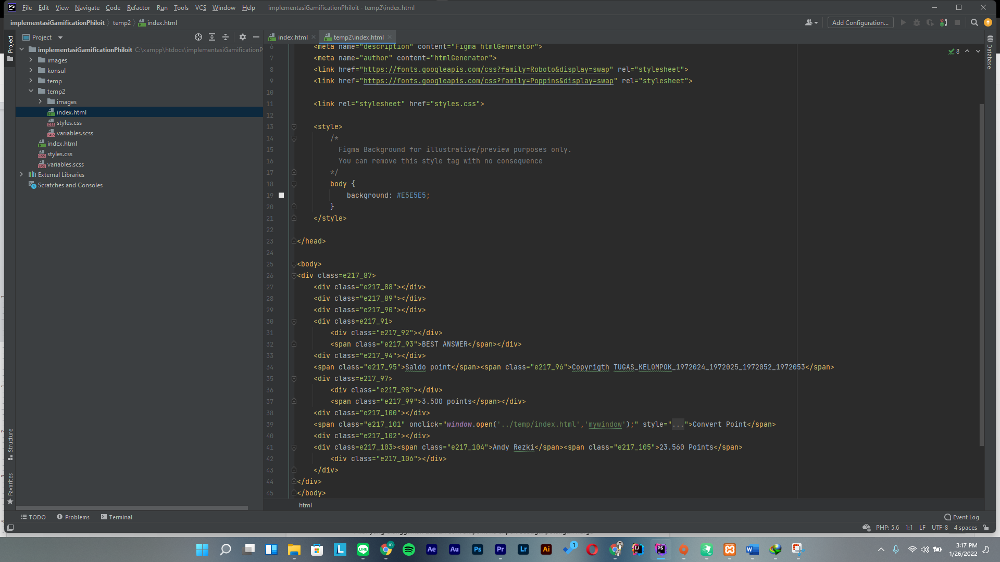 PS File Edit View Navigate Code Refactor Run Tools VCS Window Help implementasiGamificationPhiloit - temp2\index.html
implementasiGamificationPhiloit temp2 index.html Add Configuration...
Project
Project
index.html temp2\index.html
implementasiGamificationPhiloit C:\xampp\htdocs\implementasiGamificationP
images
konsul
temp
temp2
images
index.html
styles.css
variables.scss
index.html
styles.css
variables.scss
External Libraries
Scratches and Consoles
6 <meta name="description" content="Figma htmlGenerator">
7 <meta name="author" content="htmlGenerator">
8 <link href="https://fonts.googleapis.com/css?family=Roboto&display=swap" rel="stylesheet">
9 <link href="https://fonts.googleapis.com/css?family=Poppins&display=swap" rel="stylesheet">
10
11 <link rel="stylesheet" href="styles.css">
12
13 <style>
14 /*
15 Figma Background for illustrative/preview purposes only.
16 You can remove this style tag with no consequence
17 */
18 body {
19 background: #E5E5E5;
20 }
21 </style>
22
23 </head>
24
25 <body>
26 <div class=e217_87>
27 <div class="e217_88"></div>
28 <div class="e217_89"></div>
29 <div class="e217_90"></div>
30 <div class=e217_91>
31 <div class="e217_92"></div>
32 <span class="e217_93">BEST ANSWER</span></div>
33 <div class="e217_94"></div>
34 <span class="e217_95">Saldo point</span><span class="e217_96">Copyrigth TUGAS_KELOMPOK_1972024_1972025_1972052_1972053</span>
35 <div class=e217_97>
36 <div class="e217_98"></div>
37 <span class="e217_99">3.500 points</span></div>
38 <div class="e217_100"></div>
39 <span class="e217_101" onclick="window.open('../temp/index.html','mywindow');" style="...">Convert Point</span>
40 <div class="e217_102"></div>
41 <div class=e217_103><span class="e217_104">Andy Rezki</span><span class="e217_105">23.560 Points</span>
42 <div class="e217_106"></div>
43 </div>
44 </div>
45 </body>
html
8
Database
Structure
Favorites
TODO Problems Terminal Event Log
PHP: 5.6 1:1 LF UTF-8 4 spaces
L LINE m Ae Au Ps Pr Lr Ai 1 IJ PS W
3:17 PM
1/26/2022